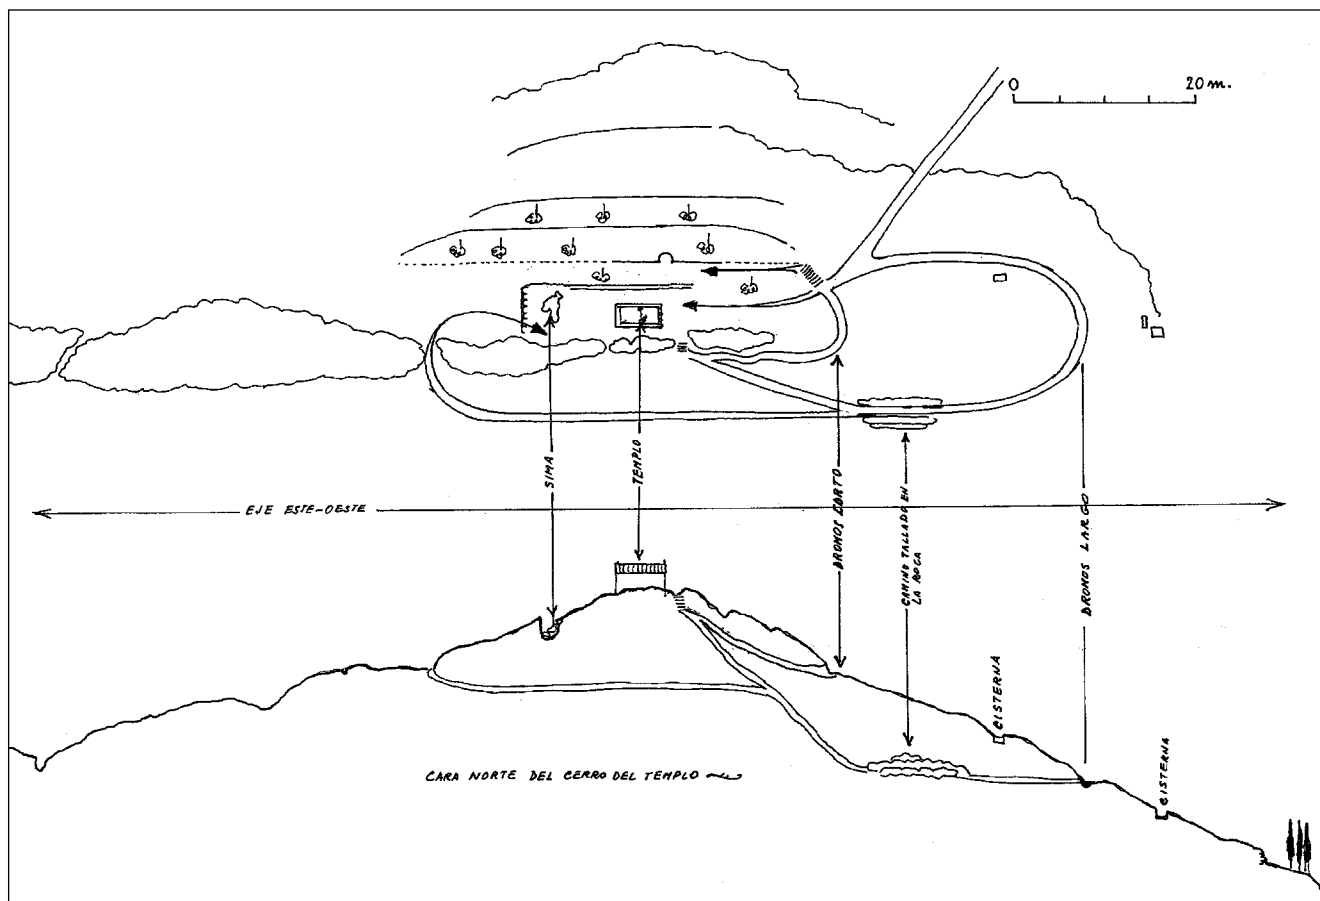 0 20 m.
SIMA
TEMPLO
EJE ESTE-OESTE
DROMOS CORTO
CAMINO TALLADO EN
LA ROCA
DROMOS LARGO
CISTERNA
CISTERNA
CARA NORTE DEL CERRO DEL TEMPLO